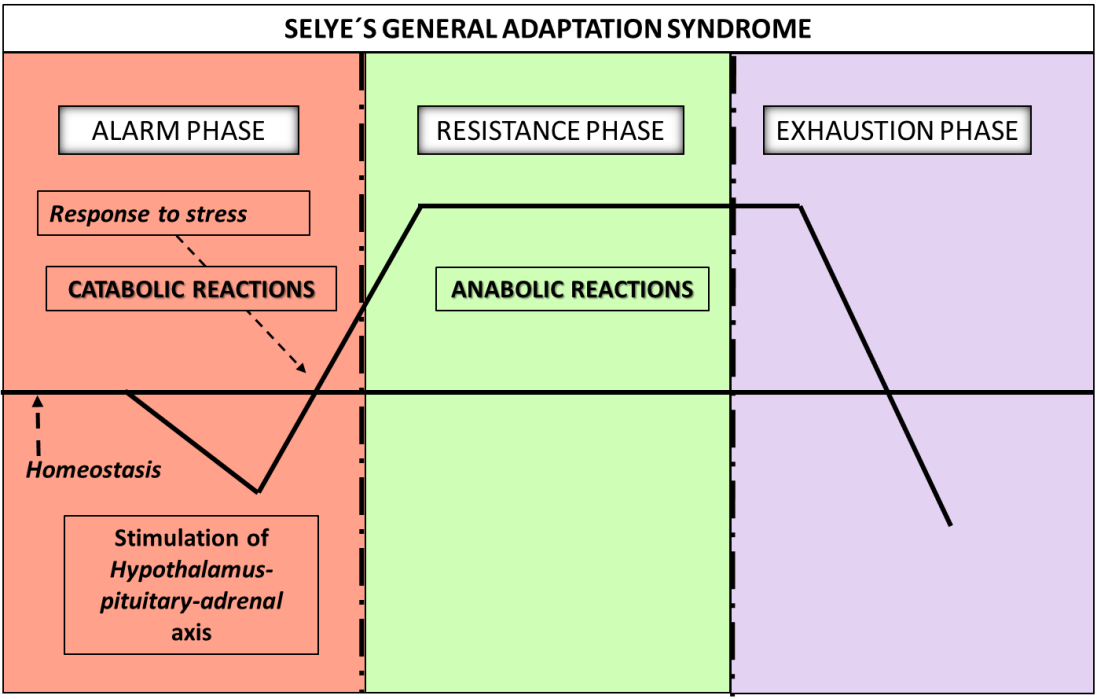 SELYE´S GENERAL ADAPTATION SYNDROME
ALARM PHASE
RESISTANCE PHASE
EXHAUSTION PHASE
Response to stress
CATABOLIC REACTIONS
ANABOLIC REACTIONS
Homeostasis
Stimulation of
Hypothalamus-
pituitary-adrenal
axis